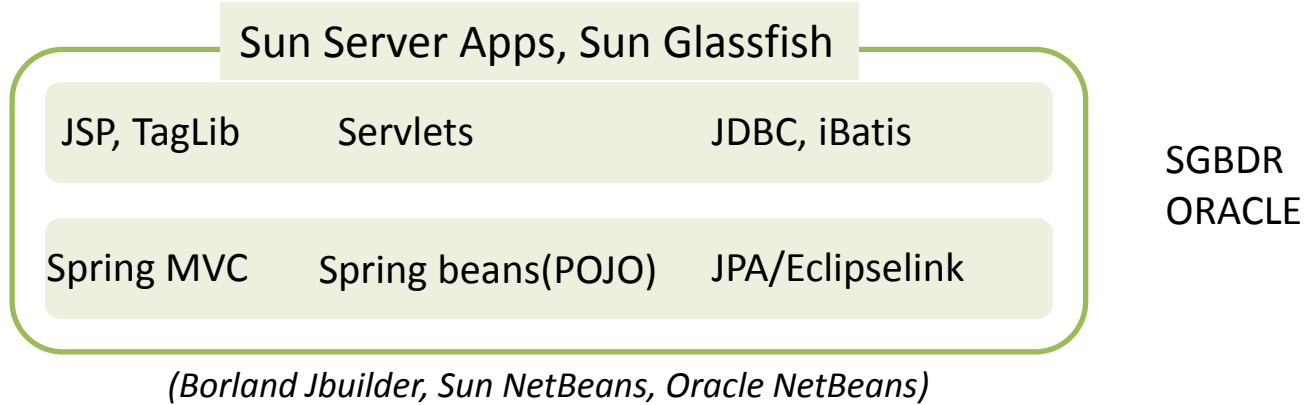 Sun Server Apps, Sun Glassfish
JSP, TagLib Servlets JDBC, iBatis
SGBDR
ORACLE
Spring MVC Spring beans(POJO) JPA/Eclipselink
(Borland Jbuilder, Sun NetBeans, Oracle NetBeans)